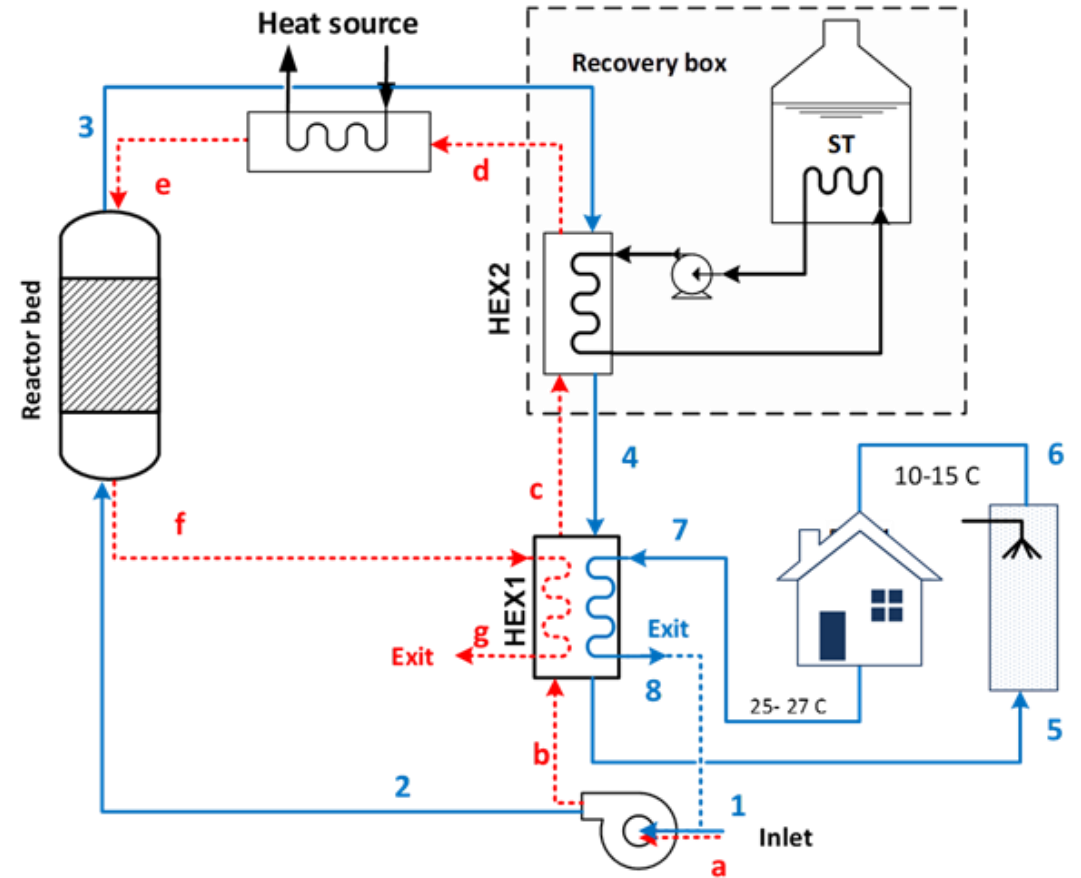 Heat source
Recovery box
3
ST
e
d
HEX2
Reactor bed
4
6
10-15 C
c
7
f
HEX1
g
Exit
Exit
8
25- 27 C
5
b
2
1
Inlet
a